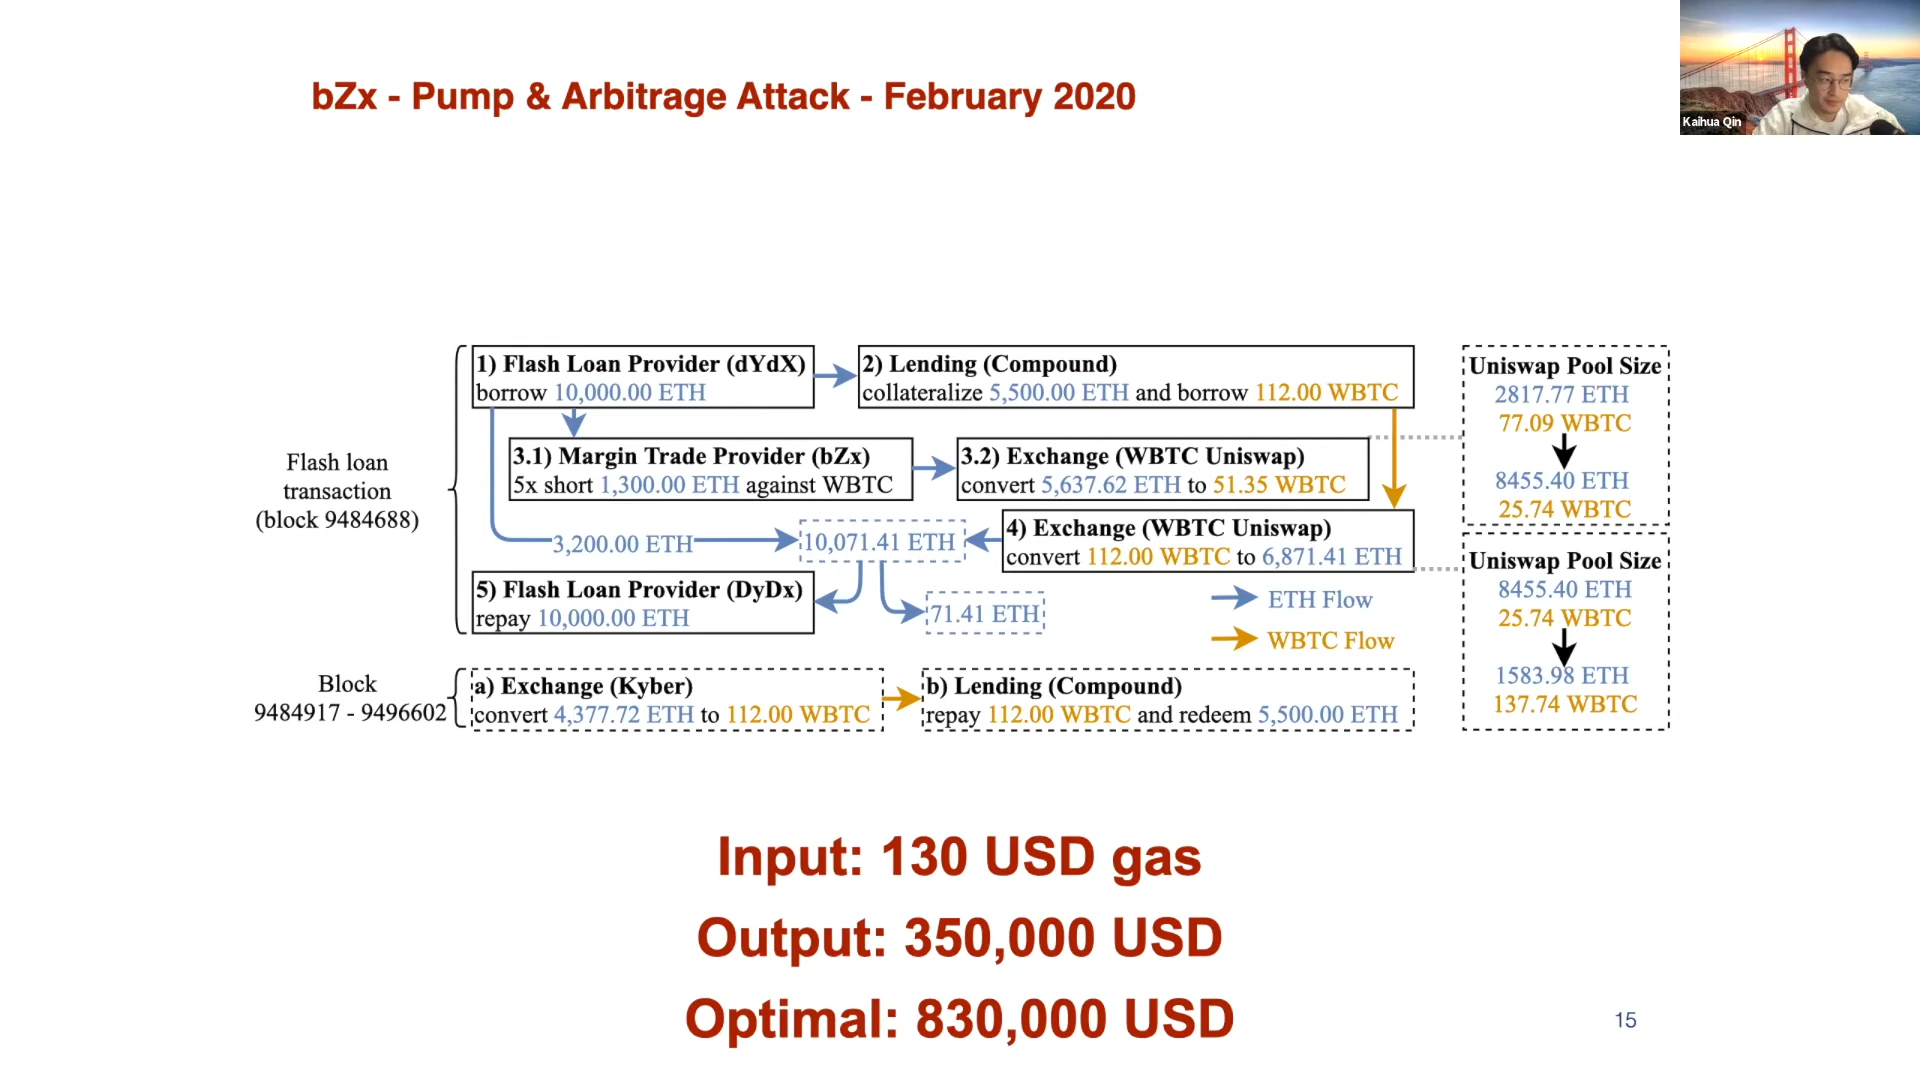 bZx - Pump & Arbitrage Attack - February 2020
Kaihua Qin
Flash loan
transaction
(block 9484688)
1) Flash Loan Provider (dYdX)
borrow 10,000.00 ETH
2) Lending (Compound)
collateralize 5,500.00 ETH and borrow 112.00 WBTC
3.1) Margin Trade Provider (bZx)
5x short 1,300.00 ETH against WBTC
3.2) Exchange (WBTC Uniswap)
convert 5,637.62 ETH to 51.35 WBTC
3,200.00 ETH
10,071.41 ETH
4) Exchange (WBTC Uniswap)
convert 112.00 WBTC to 6,871.41 ETH
5) Flash Loan Provider (DyDx)
repay 10,000.00 ETH
71.41 ETH
ETH Flow
WBTC Flow
Uniswap Pool Size
2817.77 ETH
77.09 WBTC
8455.40 ETH
25.74 WBTC
Uniswap Pool Size
8455.40 ETH
25.74 WBTC
1583.98 ETH
137.74 WBTC
Block
9484917 - 9496602
a) Exchange (Kyber)
convert 4,377.72 ETH to 112.00 WBTC
b) Lending (Compound)
repay 112.00 WBTC and redeem 5,500.00 ETH
Input: 130 USD gas
Output: 350,000 USD
Optimal: 830,000 USD
15